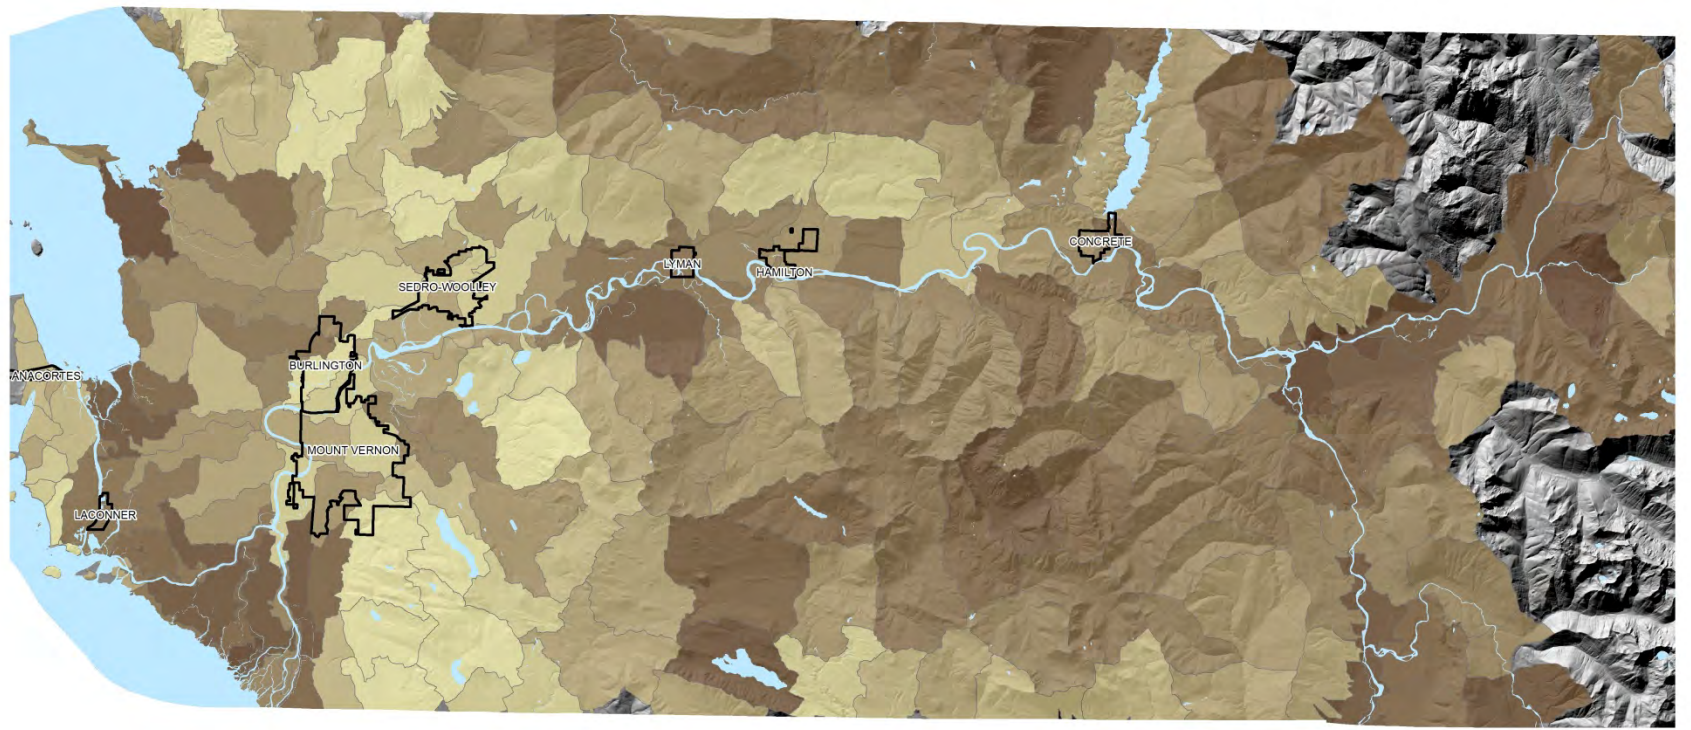 CONCRETE
LYMAN
HAMILTON
SEDRO-WOOLLEY
BURLINGTON
ANACORTES
MOUNT VERNON
LACONNER